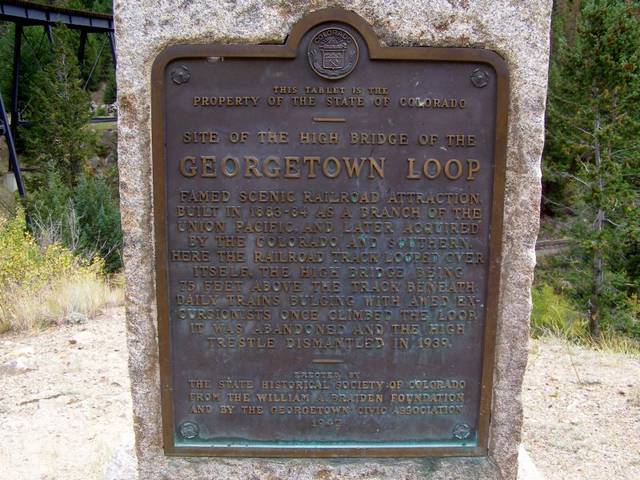 COLORADO
THIS TABLET IS THE
PROPERTY OF THE STATE OF COLORADO
SITE OF THE HIGH BRIDGE OF THE
GEORGETOWN LOOP
FAMED SCENIC RAILROAD ATTRACTION.
BUILT IN 1883-84 AS A BRANCH OF THE
UNION PACIFIC, AND LATER ACQUIRED
BY THE COLORADO AND SOUTHERN.
HERE THE RAILROAD TRACK LOOPED OVER
ITSELF, THE HIGH BRIDGE BEING
75 FEET ABOVE THE TRACK BENEATH.
DAILY TRAINS BULGING WITH AWED EX-
CURSIONISTS ONCE CLIMBED THE LOOP.
IT WAS ABANDONED AND THE HIGH
TRESTLE DISMANTLED IN 1939.
ERECTED BY
THE STATE HISTORICAL SOCIETY OF COLORADO
FROM THE WILLIAM A. BRAIDEN FOUNDATION
AND BY THE GEORGETOWN CIVIC ASSOCIATION
1947